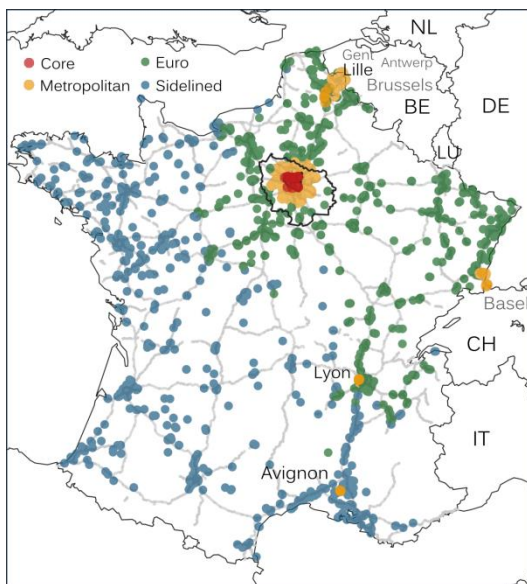 NL
Core
Euro
Metropolitan
Sidelined
Gent
Antwerp
Lille
Brussels
BE
DE
LU
Basel
CH
Lyon
IT
Avignon